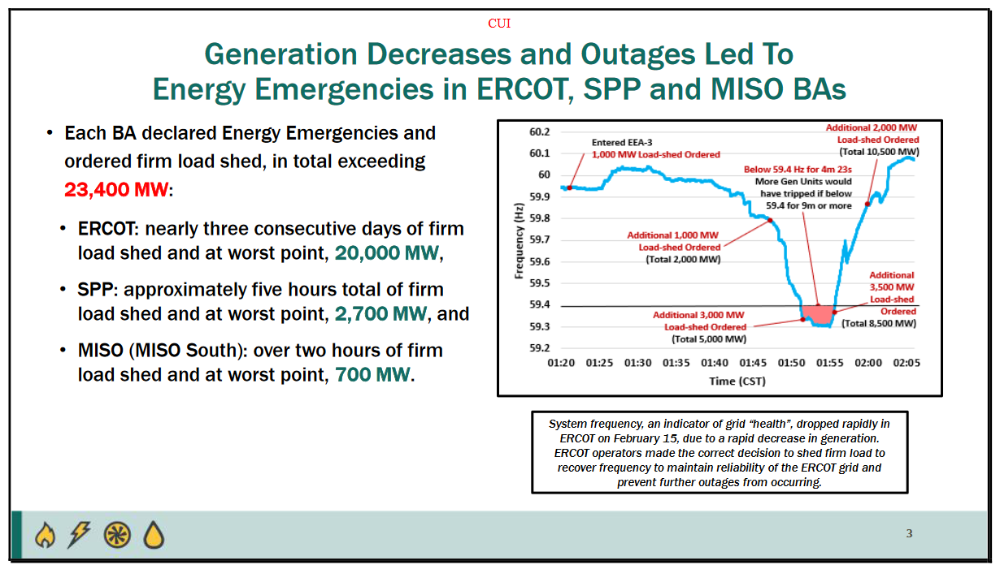 CUI
Generation Decreases and Outages Led To
Energy Emergencies in ERCOT, SPP and MISO BAs
• Each BA declared Energy Emergencies and
ordered firm load shed, in total exceeding
23,400 MW:
• ERCOT: nearly three consecutive days of firm
load shed and at worst point, 20,000 MW,
• SPP: approximately five hours total of firm
load shed and at worst point, 2,700 MW, and
• MISO (MISO South): over two hours of firm
load shed and at worst point, 700 MW.
Frequency (Hz)
60.2
60.1
60
59.9
59.8
59.7
59.6
59.5
59.4
59.3
59.2
Entered EEA-3
1,000 MW Load-shed Ordered
Additional 2,000 MW
Load-shed Ordered
(Total 10,500 MW)
Below 59.4 Hz for 4m 23s
More Gen Units would
have tripped if below
59.4 for 9m or more
Additional 1,000 MW
Load-shed Ordered
(Total 2,000 MW)
Additional
3,500 MW
Load-shed
Ordered
(Total 8,500 MW)
Additional 3,000 MW
Load-shed Ordered
(Total 5,000 MW)
01:20 01:25 01:30 01:35 01:40 01:45 01:50 01:55 02:00 02:05
Time (CST)
System frequency, an indicator of grid “health”, dropped rapidly in
ERCOT on February 15, due to a rapid decrease in generation.
ERCOT operators made the correct decision to shed firm load to
recover frequency to maintain reliability of the ERCOT grid and
prevent further outages from occurring.
3